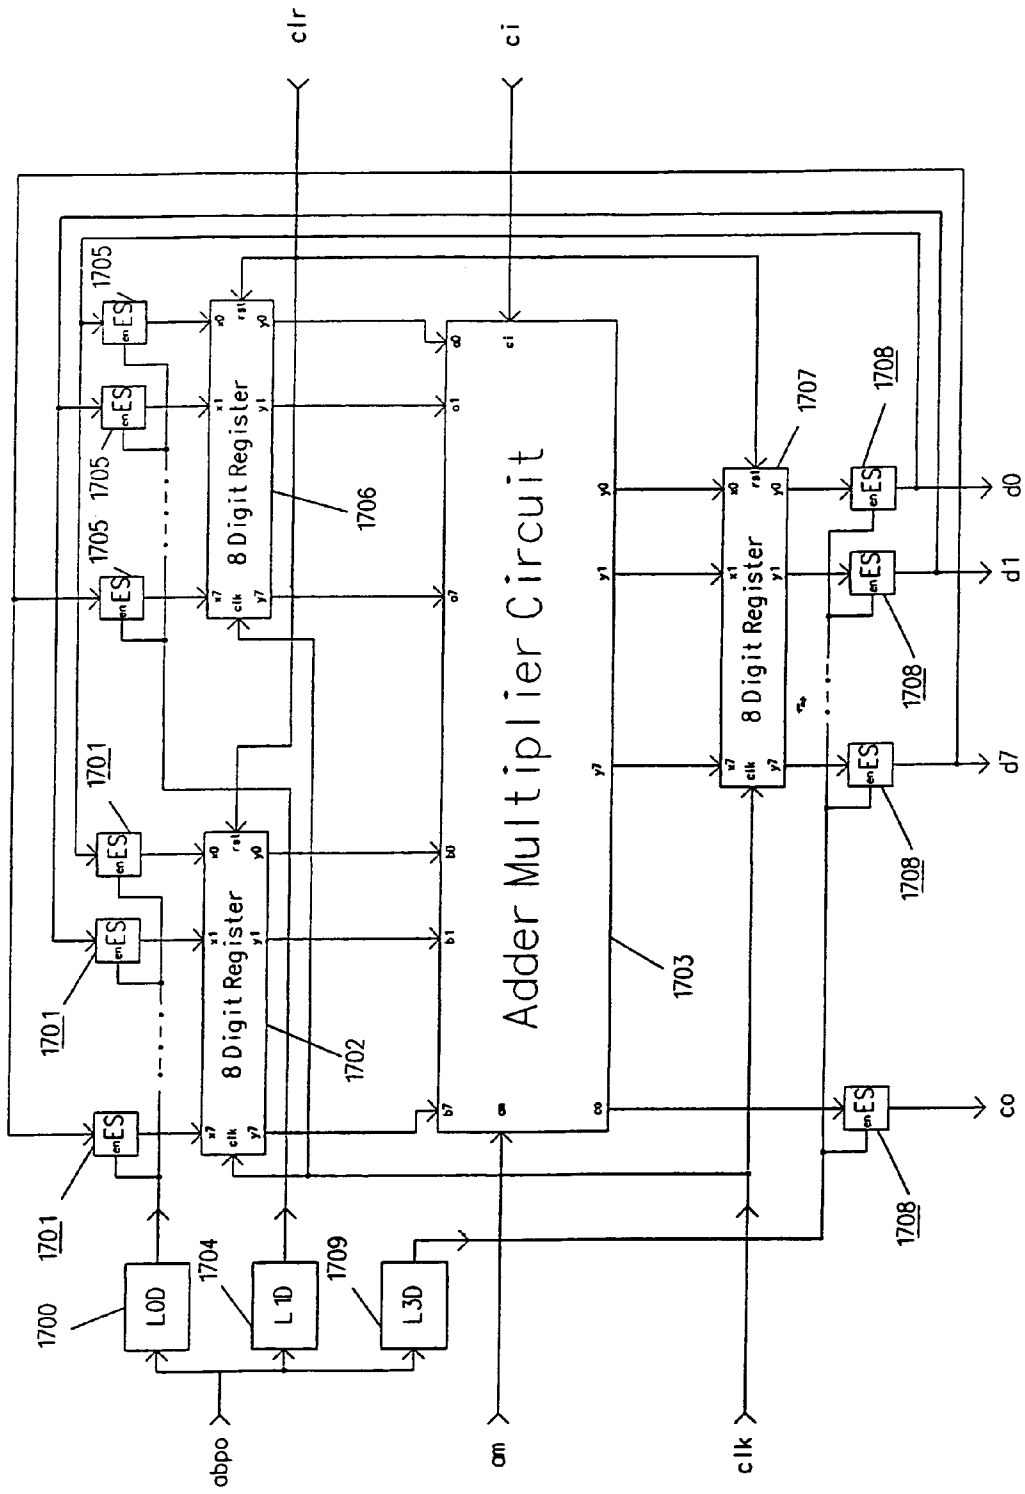 1701
1700
1701
1701
1705
1705
1705
en ES
en ES
en ES
en ES
en ES
en ES
L0D
1704
x7
x1
x0
x7
x1
x0
clk
8 Digit Register
rst
clk
8 Digit Register
rst
y7
y1
y0
y7
y1
y0
abpo
L1D
clr
1709
1702
1706
L3D
b7
b1
b0
a7
a1
a0
am
am
Adder Multiplier Circuit
ci
ci
co
y7
y1
y0
1703
x7
x1
x0
clk
clk
8 Digit Register
rst
y7
y1
y0
1707
en ES
en ES
en ES
en ES
1708
1708
1708
1708
co
d7
d1
d0